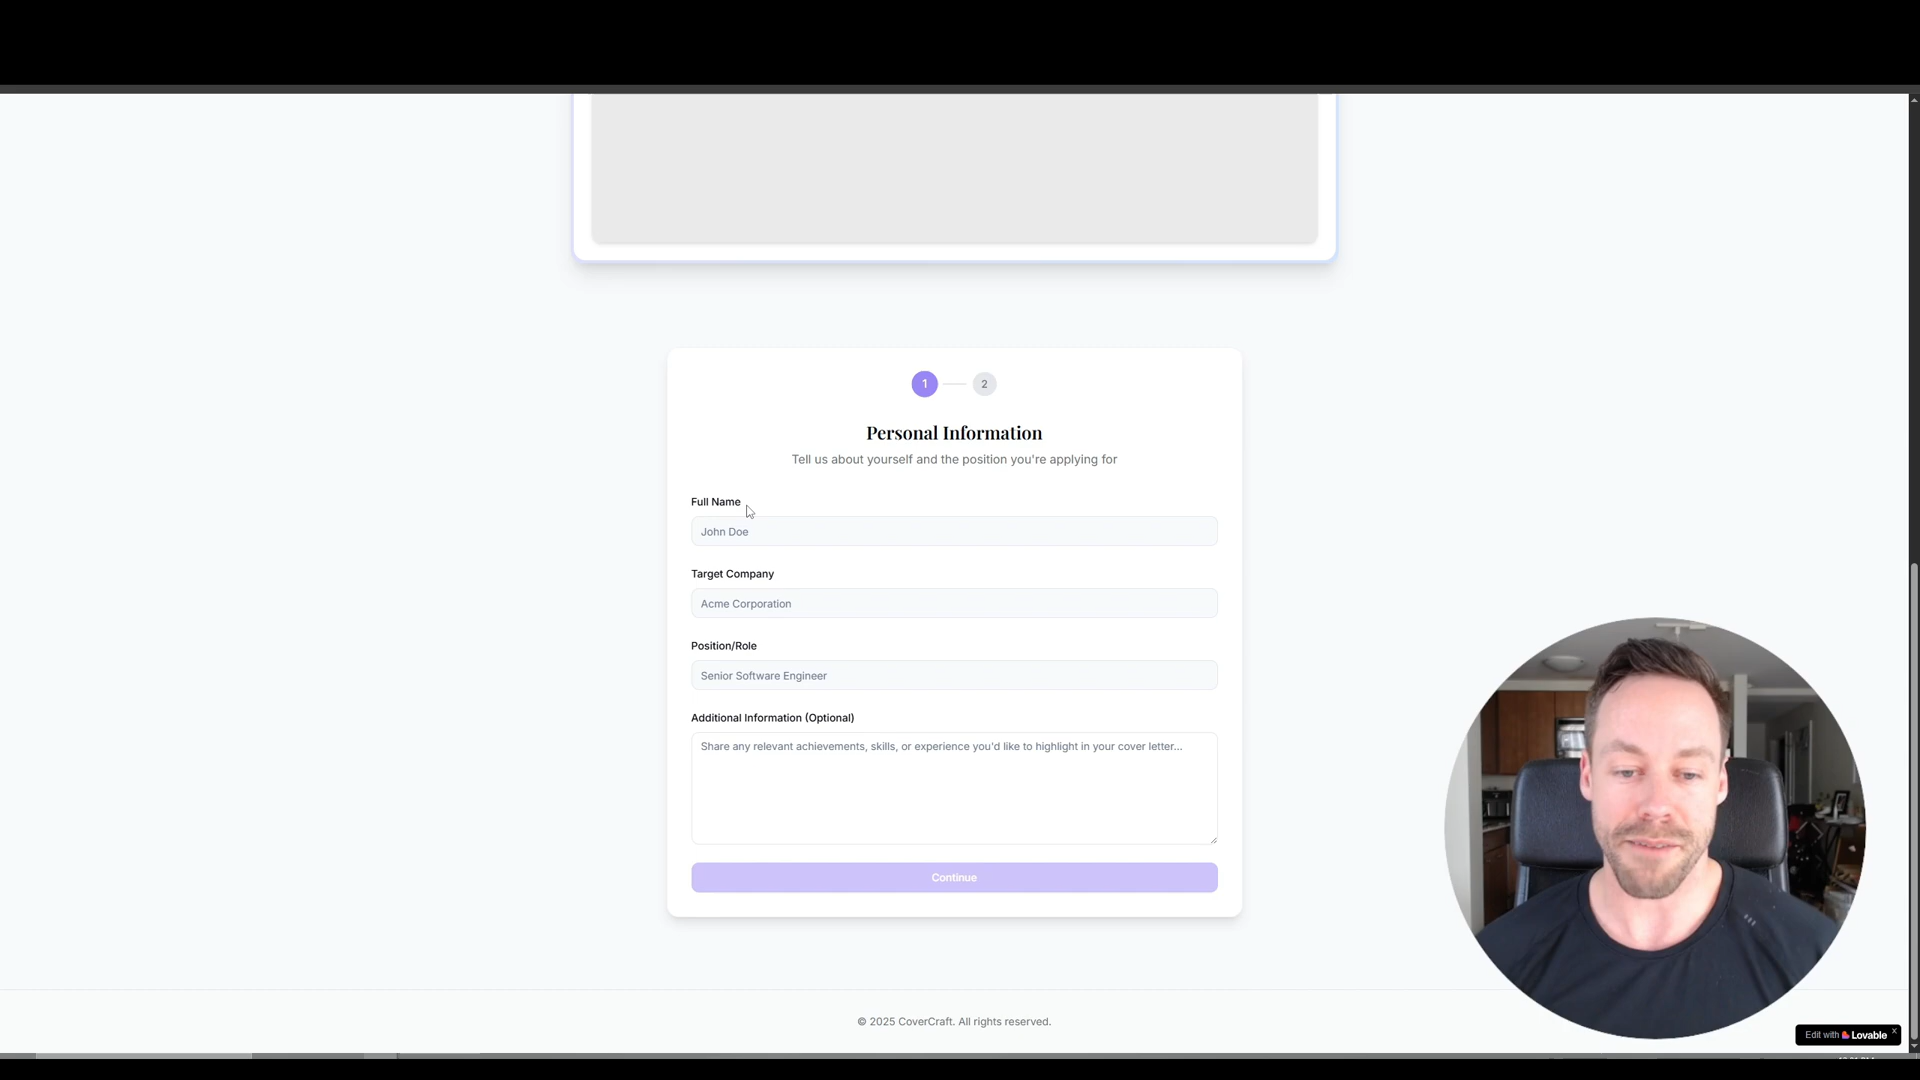 1
2
Personal Information
Tell us about yourself and the position you're applying for
Full Name
John Doe
Target Company
Acme Corporation
Position/Role
Senior Software Engineer
Additional Information (Optional)
Share any relevant achievements, skills, or experience you'd like to highlight in your cover letter...
Continue
© 2025 CoverCraft. All rights reserved.
Edit with Lovable x